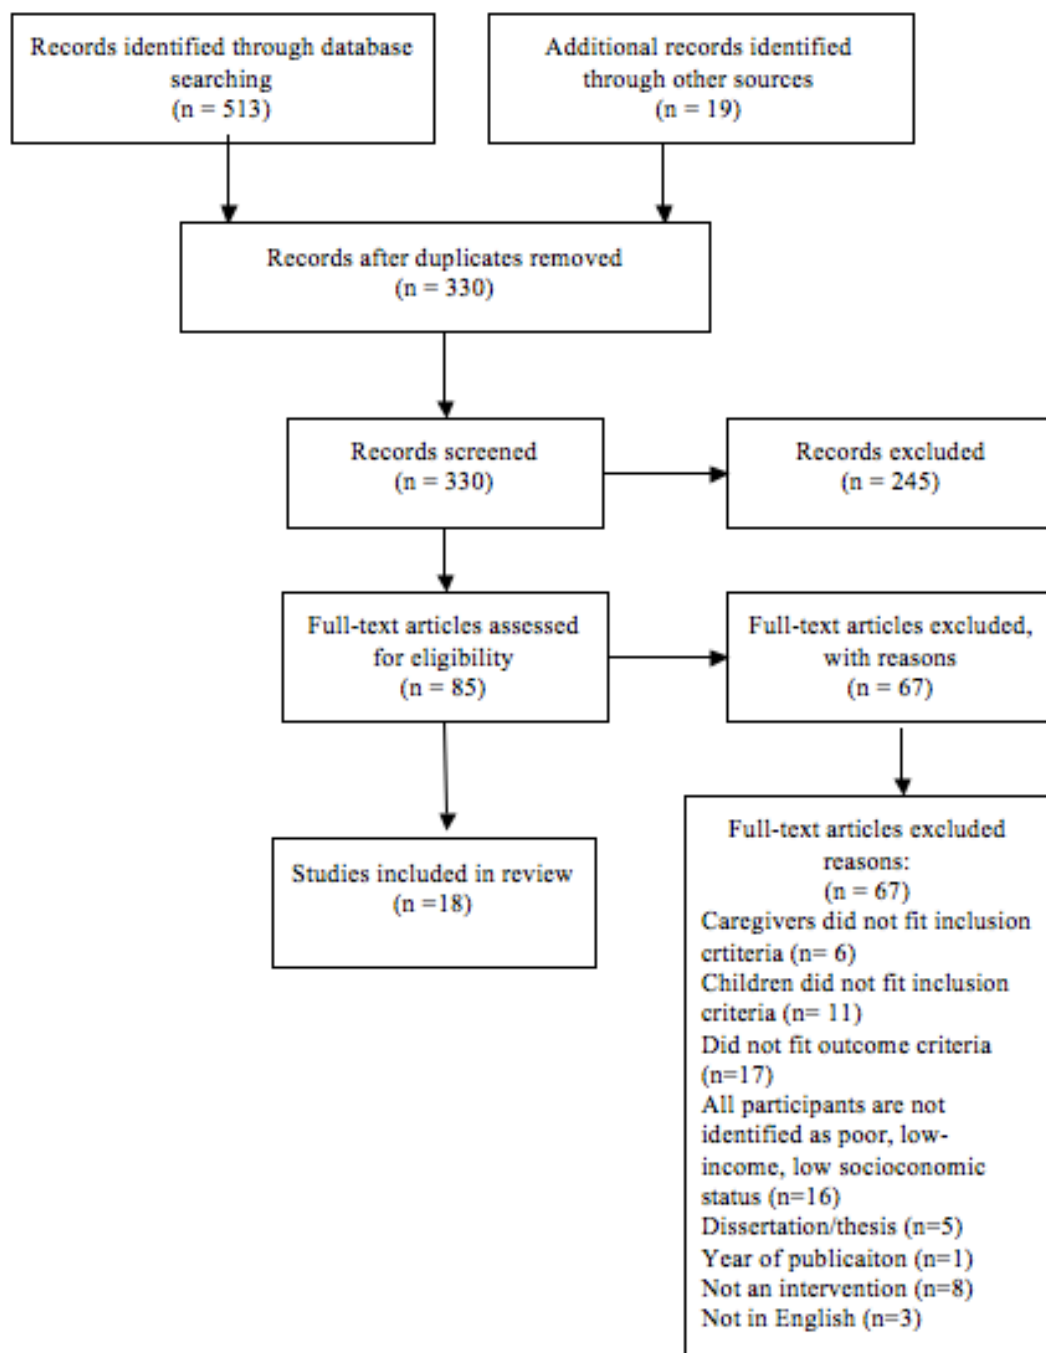 Records identified through database
searching
(n = 513)
Additional records identified
through other sources
(n = 19)
Records after duplicates removed
(n = 330)
Records screened
(n = 330)
Records excluded
(n = 245)
Full-text articles assessed
for eligibility
(n = 85)
Full-text articles excluded,
with reasons
(n = 67)
Studies included in review
(n =18)
Full-text articles excluded
reasons:
(n = 67)
Caregivers did not fit inclusion
crtiteria (n= 6)
Children did not fit inclusion
criteria (n= 11)
Did not fit outcome criteria
(n=17)
All participants are not
identified as poor, low-
income, low socioeconomic
status (n=16)
Dissertation/thesis (n=5)
Year of publicaiton (n=1)
Not an intervention (n=8)
Not in English (n=3)